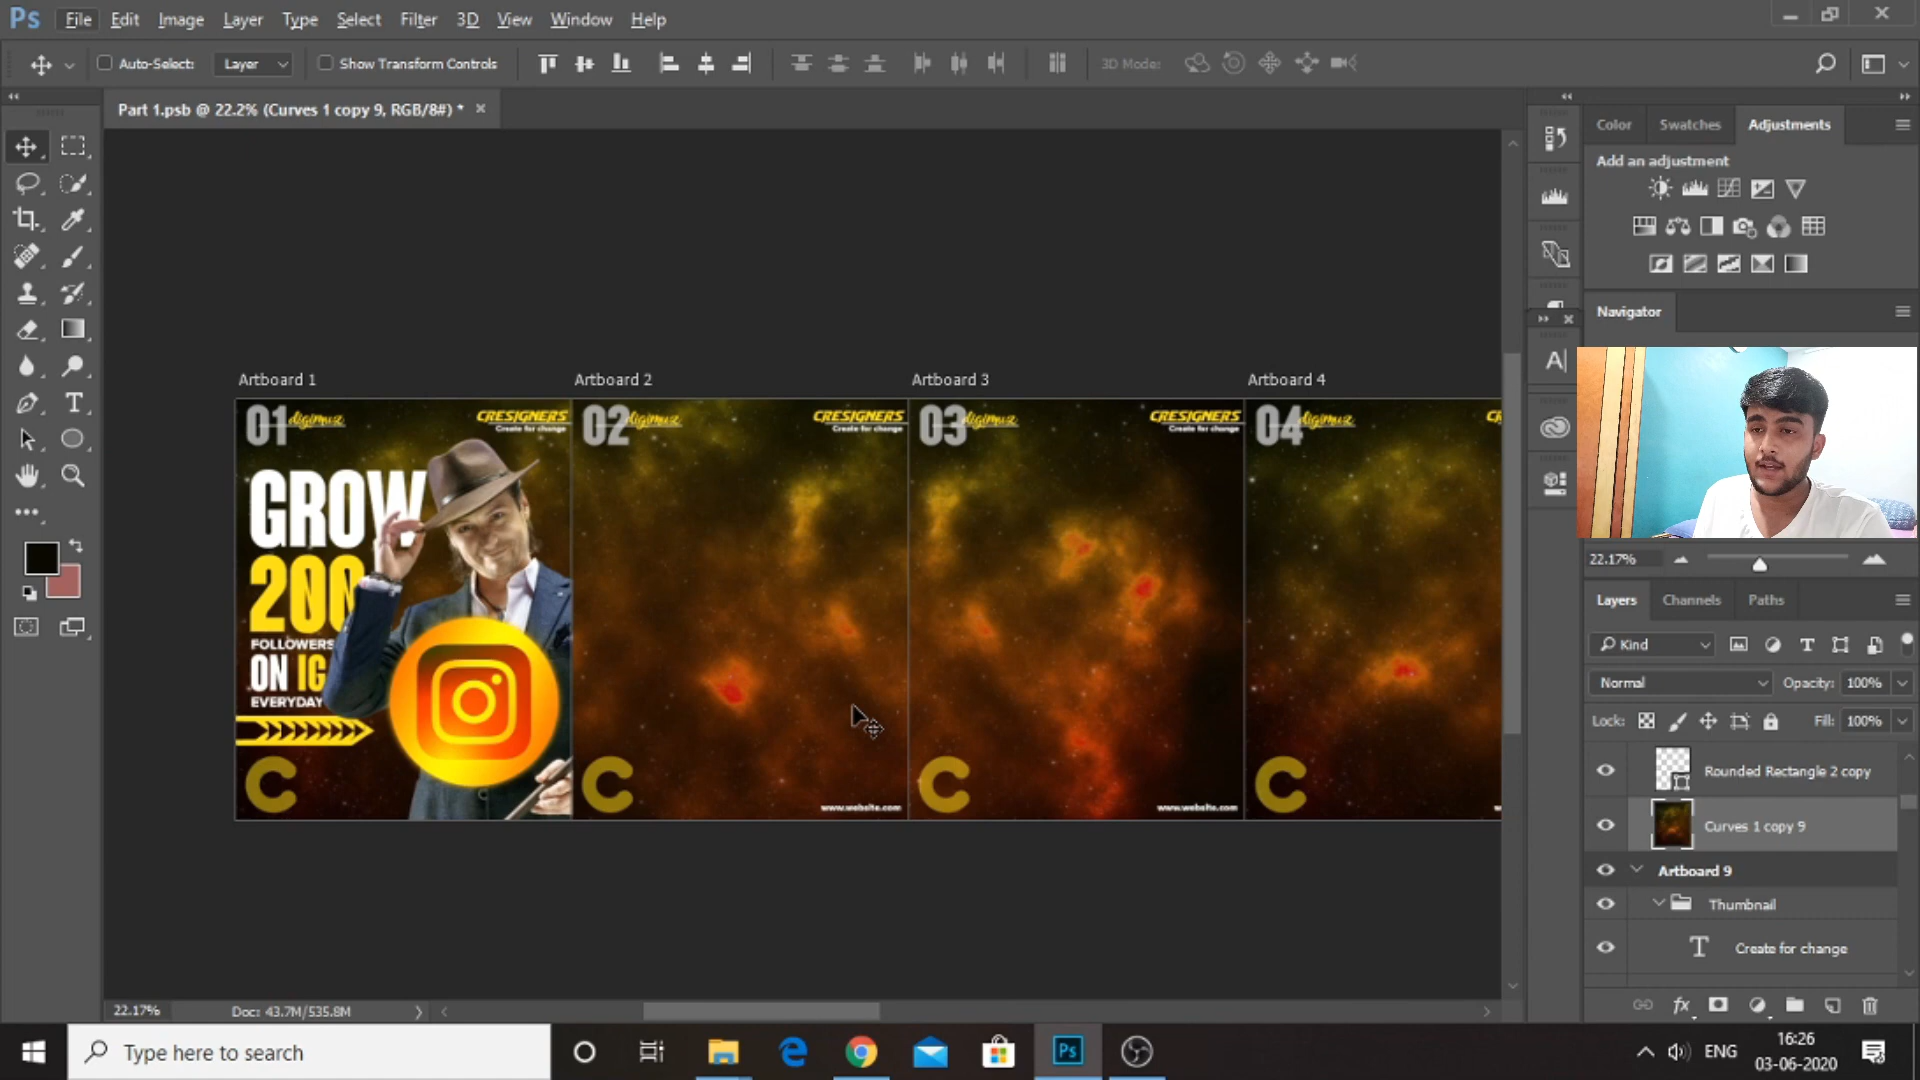 Ps File Edit Image Layer Type Select Filter 3D View Window Help
Auto-Select: Layer Show Transform Controls 3D Mode:
Part 1.psb @ 22.2% (Curves 1 copy 9, RGB/8#) *
Color Swatches Adjustments
Add an adjustment
Navigator
Artboard 1 Artboard 2 Artboard 3 Artboard 4
01 digimuz CRESIGNERS
Create for change
02 digimuz CRESIGNERS
Create for change
03 digimuz CRESIGNERS
Create for change
04 digimuz
GROW
200
FOLLOWERS
ON IG
EVERYDAY
C
C www.website.com
C www.website.com
C
22.17%
Layers Channels Paths
Kind
Normal Opacity: 100%
Lock: Fill: 100%
Rounded Rectangle 2 copy
Curves 1 copy 9
Artboard 9
Thumbnail
T Create for change
fx
22.17% Doc: 43.7M/535.8M
Type here to search
Ps
ENG
16:26
03-06-2020